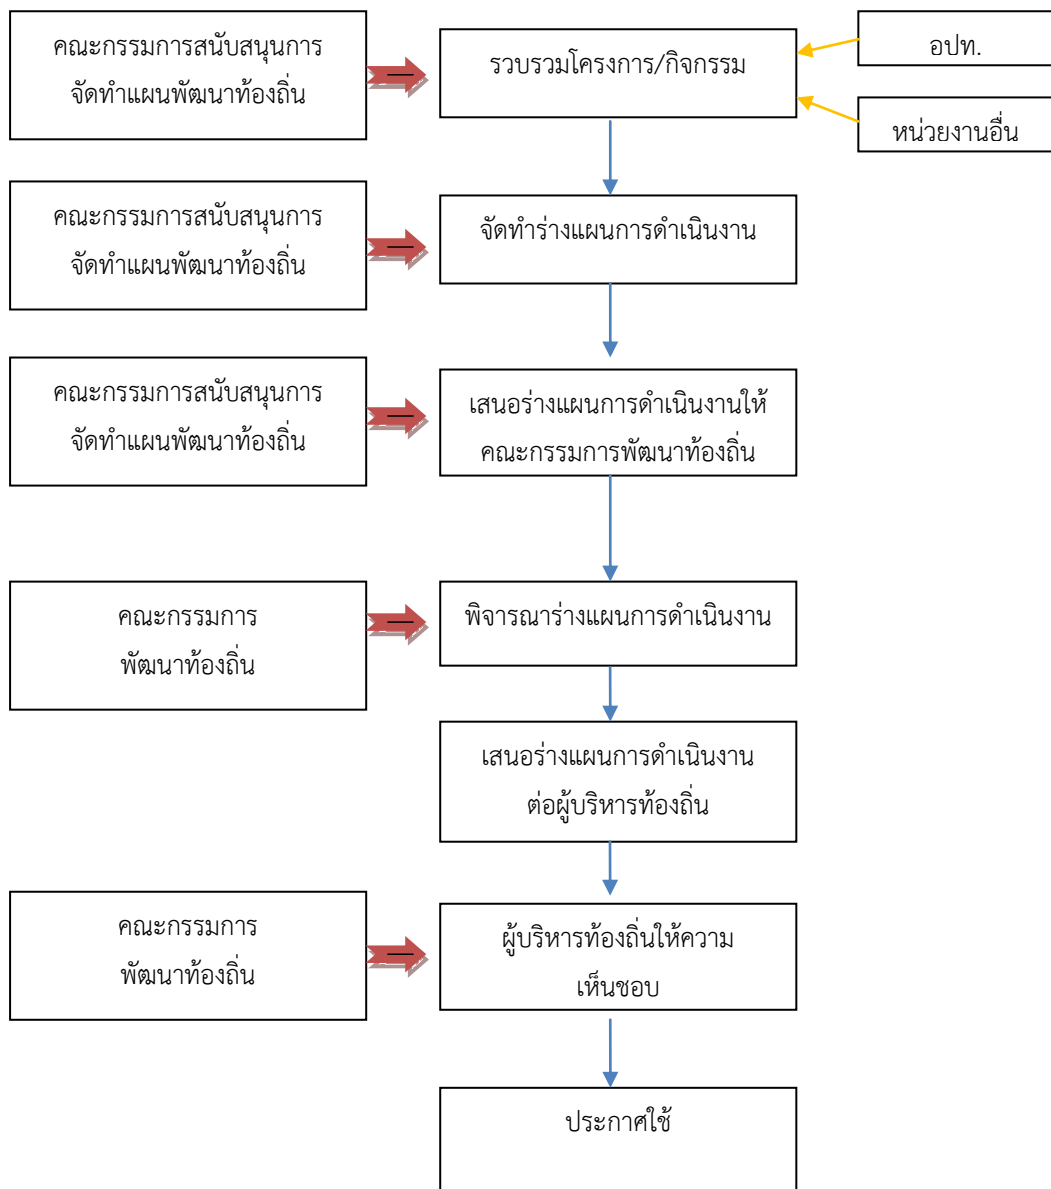 คณะกรรมการสนับสนุนการ
จัดทำแผนพัฒนาท้องถิ่น
รวบรวมโครงการ/กิจกรรม
อปท.
หน่วยงานอื่น
คณะกรรมการสนับสนุนการ
จัดทำแผนพัฒนาท้องถิ่น
จัดทำร่างแผนการดำเนินงาน
คณะกรรมการสนับสนุนการ
จัดทำแผนพัฒนาท้องถิ่น
เสนอร่างแผนการดำเนินงานให้
คณะกรรมการพัฒนาท้องถิ่น
คณะกรรมการ
พัฒนาท้องถิ่น
พิจารณาร่างแผนการดำเนินงาน
เสนอร่างแผนการดำเนินงาน
ต่อผู้บริหารท้องถิ่น
คณะกรรมการ
พัฒนาท้องถิ่น
ผู้บริหารท้องถิ่นให้ความ
เห็นชอบ
ประกาศใช้